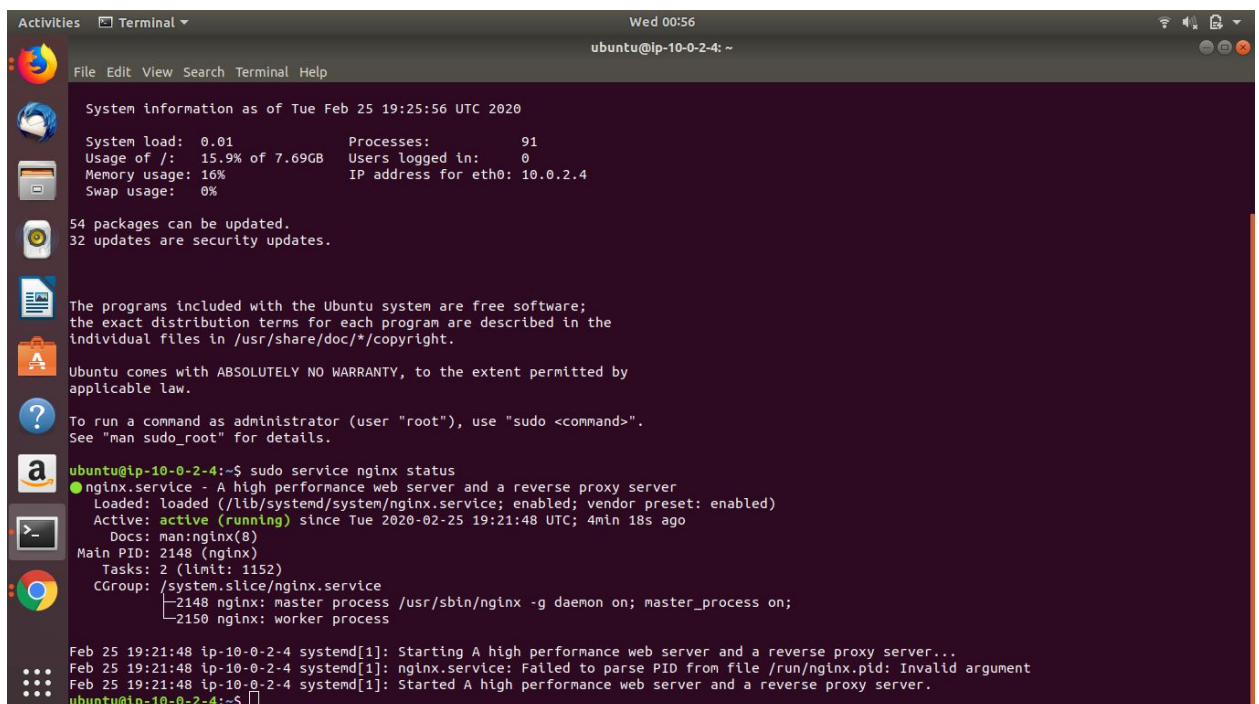 Activities Terminal Wed 00:56
ubuntu@ip-10-0-2-4: ~
File Edit View Search Terminal Help
System information as of Tue Feb 25 19:25:56 UTC 2020
System load: 0.01 Processes: 91
Usage of /: 15.9% of 7.69GB Users logged in: 0
Memory usage: 16% IP address for eth0: 10.0.2.4
Swap usage: 0%
54 packages can be updated.
32 updates are security updates.
The programs included with the Ubuntu system are free software;
the exact distribution terms for each program are described in the
individual files in /usr/share/doc/*/copyright.
Ubuntu comes with ABSOLUTELY NO WARRANTY, to the extent permitted by
applicable law.
To run a command as administrator (user "root"), use "sudo <command>".
See "man sudo_root" for details.
ubuntu@ip-10-0-2-4:~$ sudo service nginx status
● nginx.service - A high performance web server and a reverse proxy server
Loaded: loaded (/lib/systemd/system/nginx.service; enabled; vendor preset: enabled)
Active: active (running) since Tue 2020-02-25 19:21:48 UTC; 4min 18s ago
Docs: man:nginx(8)
Main PID: 2148 (nginx)
Tasks: 2 (limit: 1152)
CGroup: /system.slice/nginx.service
├─2148 nginx: master process /usr/sbin/nginx -g daemon on; master_process on;
└─2150 nginx: worker process
Feb 25 19:21:48 ip-10-0-2-4 systemd[1]: Starting A high performance web server and a reverse proxy server...
Feb 25 19:21:48 ip-10-0-2-4 systemd[1]: nginx.service: Failed to parse PID from file /run/nginx.pid: Invalid argument
Feb 25 19:21:48 ip-10-0-2-4 systemd[1]: Started A high performance web server and a reverse proxy server.
ubuntu@ip-10-0-2-4:~$